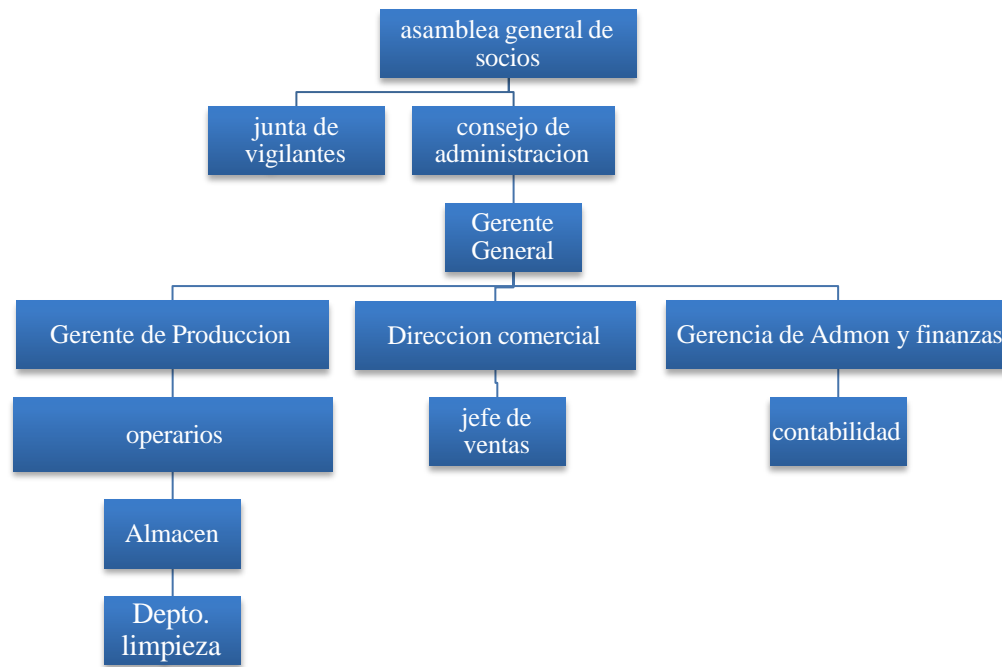 asamblea general de
socios
junta de
vigilantes
consejo de
administracion
Gerente
General
Gerente de Produccion
Direccion comercial
Gerencia de Admon y finanzas
operarios
jefe de
ventas
contabilidad
Almacen
Depto.
limpieza